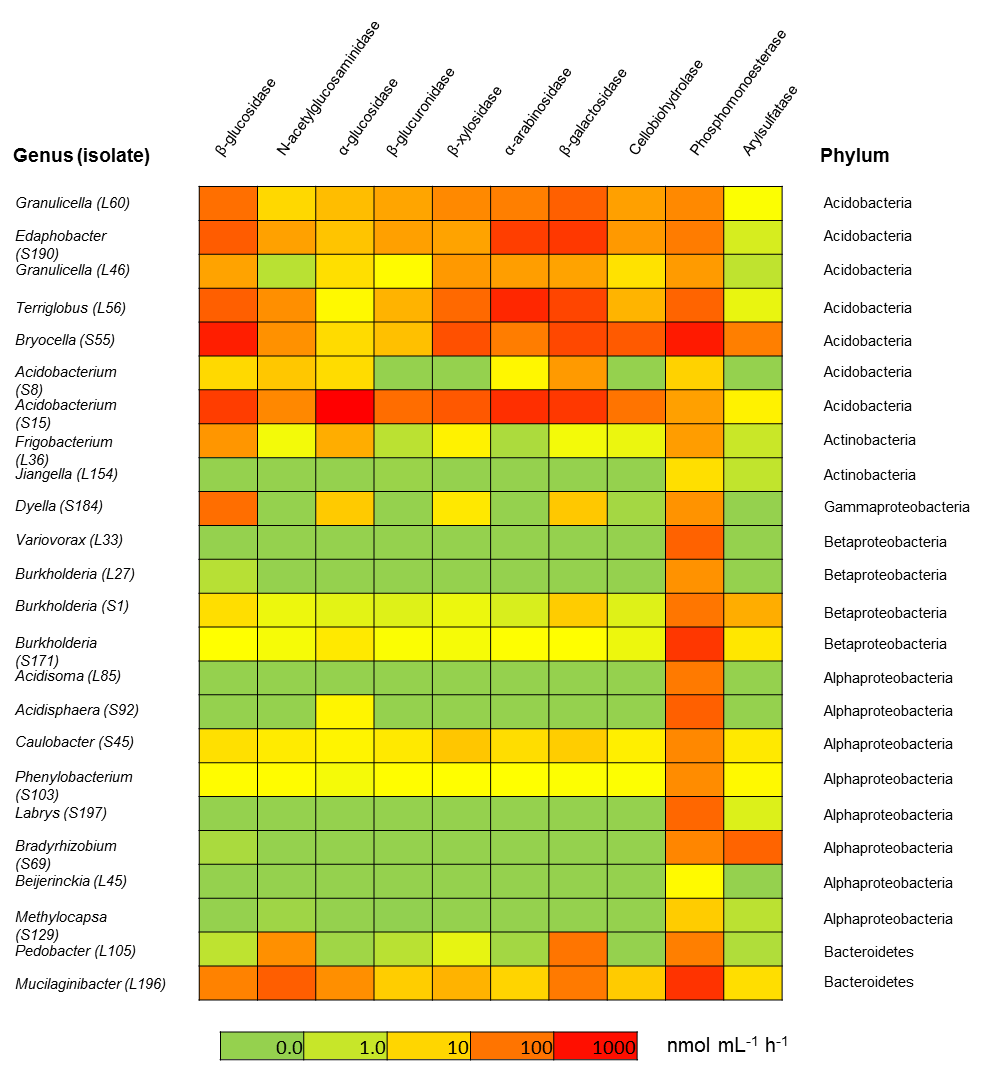 β-glucosidase
N-acetylglucosaminidase
α-glucosidase
β-glucuronidase
β-xylosidase
α-arabinosidase
β-galactosidase
Cellobiohydrolase
Phosphomonoesterase
Arylsulfatase
Genus (isolate)
Phylum
Granulicella (L60)
Acidobacteria
Edaphobacter
(S190)
Acidobacteria
Granulicella (L46)
Acidobacteria
Terriglobus (L56)
Acidobacteria
Bryocella (S55)
Acidobacteria
Acidobacterium
(S8)
Acidobacteria
Acidobacterium
(S15)
Acidobacteria
Frigobacterium
(L36)
Actinobacteria
Jiangella (L154)
Actinobacteria
Dyella (S184)
Gammaproteobacteria
Variovorax (L33)
Betaproteobacteria
Burkholderia (L27)
Betaproteobacteria
Burkholderia (S1)
Betaproteobacteria
Burkholderia
(S171)
Betaproteobacteria
Acidisoma (L85)
Alphaproteobacteria
Acidisphaera (S92)
Alphaproteobacteria
Caulobacter (S45)
Alphaproteobacteria
Phenylobacterium
(S103)
Alphaproteobacteria
Labrys (S197)
Alphaproteobacteria
Bradyrhizobium
(S69)
Alphaproteobacteria
Beijerinckia (L45)
Alphaproteobacteria
Methylocapsa
(S129)
Alphaproteobacteria
Pedobacter (L105)
Bacteroidetes
Mucilaginibacter (L196)
Bacteroidetes
0.0 1.0 10 100 1000 nmol mL⁻¹ h⁻¹